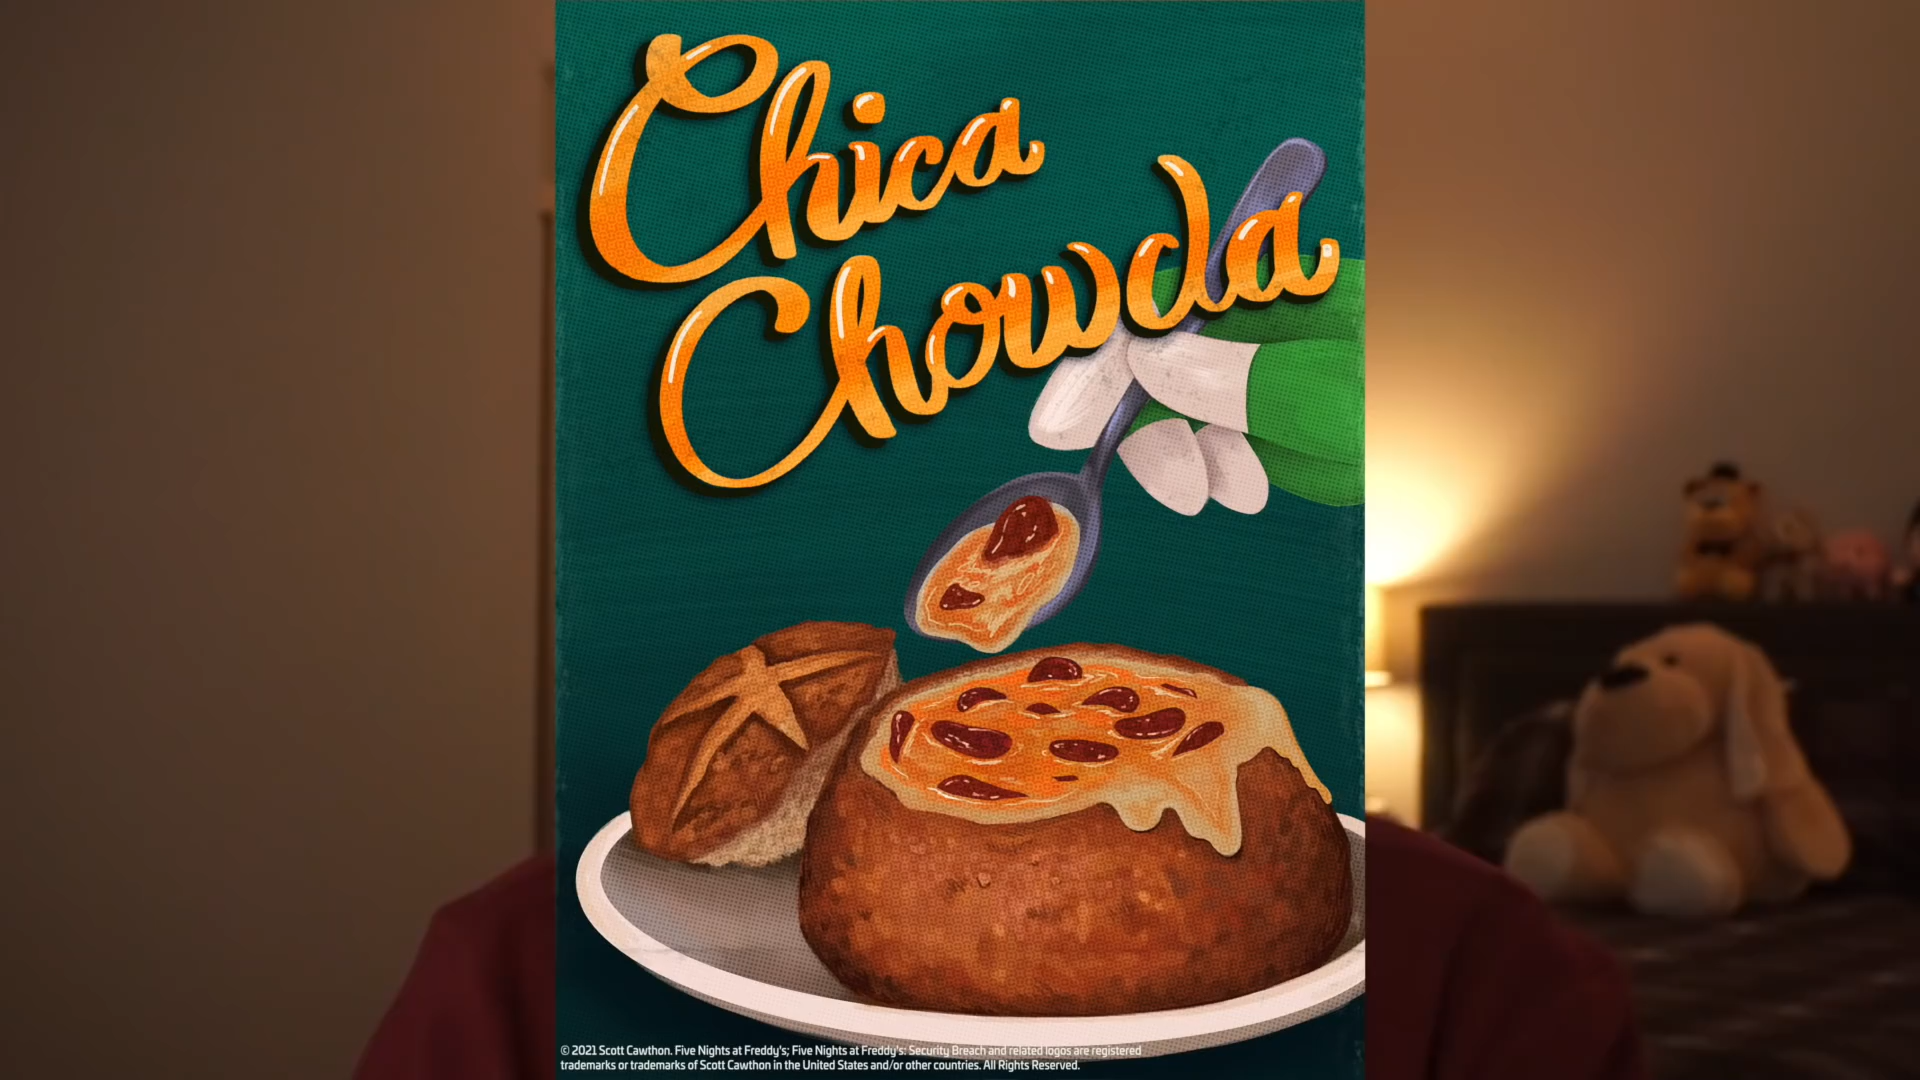 Chica
Chowda
© 2021 Scott Cawthon. Five Nights at Freddy's; Five Nights at Freddy's: Security Breach and related logos are registered
trademarks or trademarks of Scott Cawthon in the United States and/or other countries. All Rights Reserved.